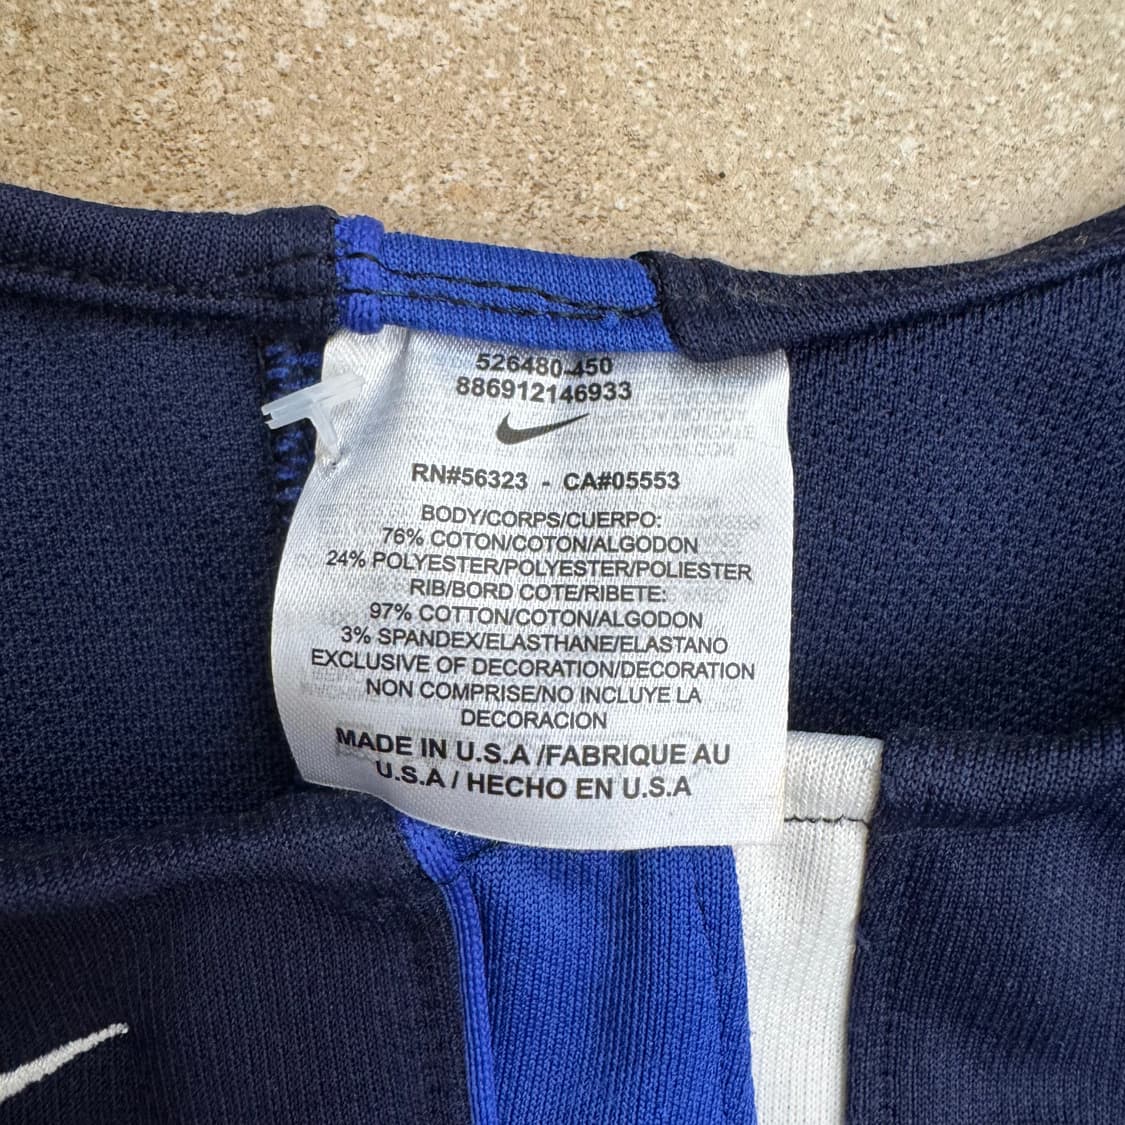 526480-450
886912146933
RN#56323 - CA#05553
BODY/CORPS/CUERPO:
76% COTON/COTON/ALGODON
24% POLYESTER/POLYESTER/POLIESTER
RIB/BORD COTE/RIBETE:
97% COTTON/COTON/ALGODON
3% SPANDEX/ELASTHANE/ELASTANO
EXCLUSIVE OF DECORATION/DECORATION
NON COMPRISE/NO INCLUYE LA
DECORACION
MADE IN U.S.A /FABRIQUE AU
U.S.A / HECHO EN U.S.A